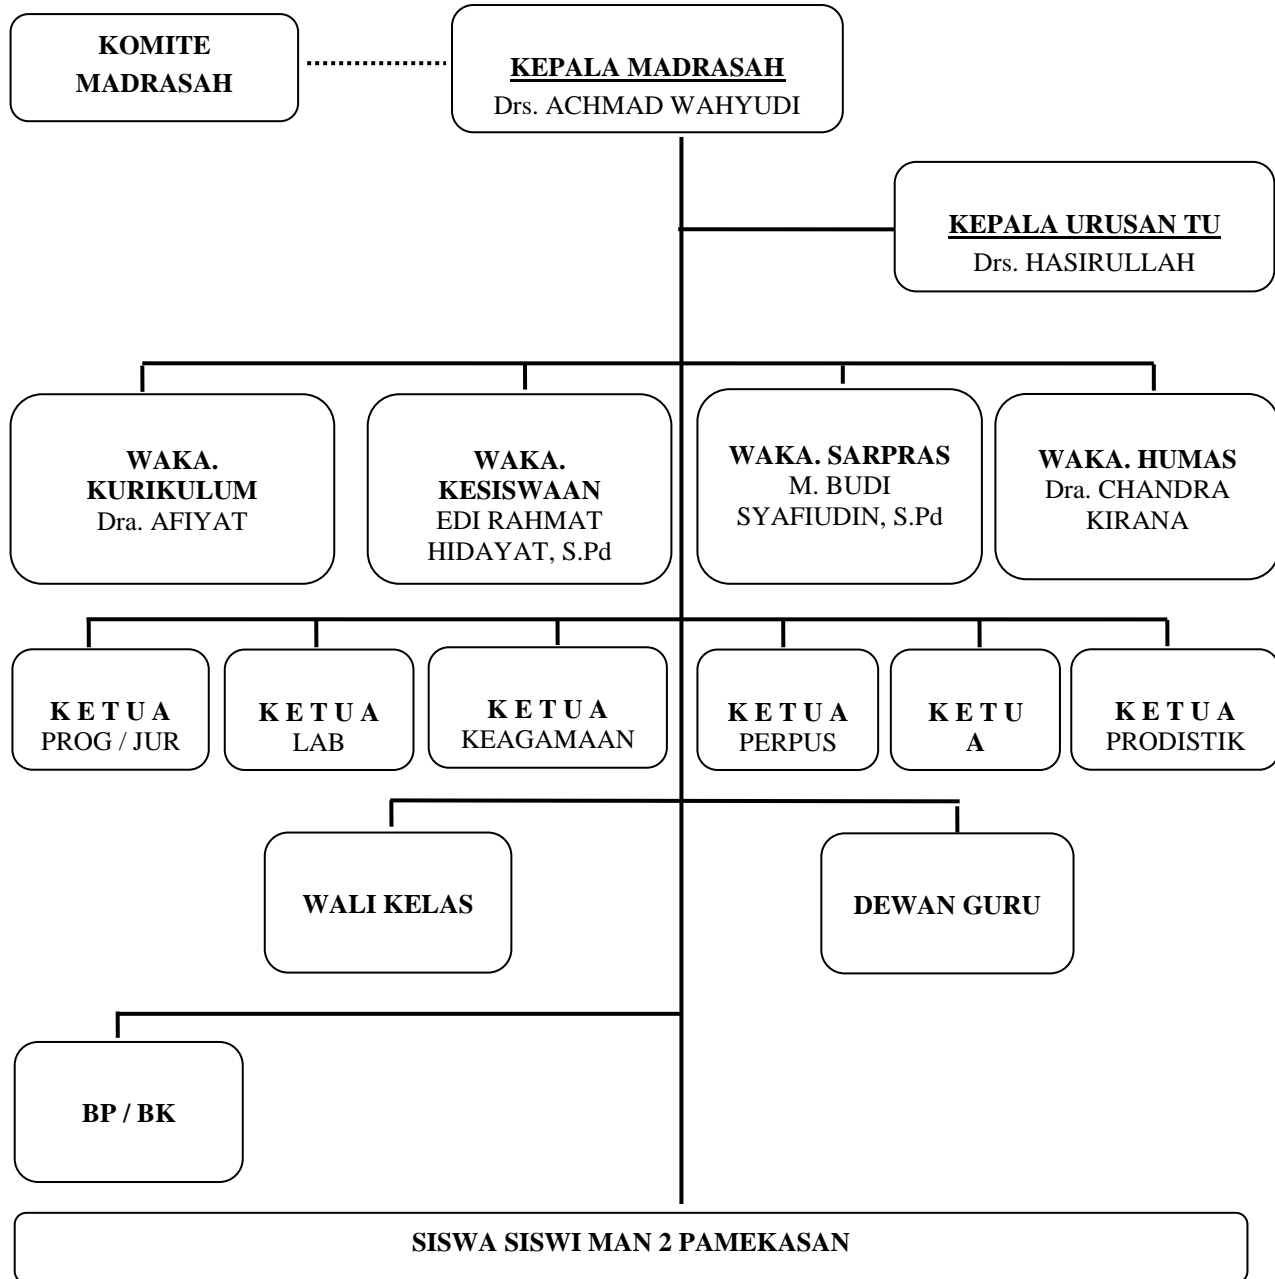 KOMITE
MADRASAH
KEPALA MADRASAH
Drs. ACHMAD WAHYUDI
KEPALA URUSAN TU
Drs. HASIRULLAH
WAKA.
KURIKULUM
Dra. AFIYAT
WAKA.
KESISWAAN
EDI RAHMAT
HIDAYAT, S.Pd
WAKA. SARPRAS
M. BUDI
SYAFIUDIN, S.Pd
WAKA. HUMAS
Dra. CHANDRA
KIRANA
K E T U A
PROG / JUR
K E T U A
LAB
K E T U A
KEAGAMAAN
K E T U A
PERPUS
K E T U
A
K E T U A
PRODISTIK
WALI KELAS
DEWAN GURU
BP / BK
SISWA SISWI MAN 2 PAMEKASAN